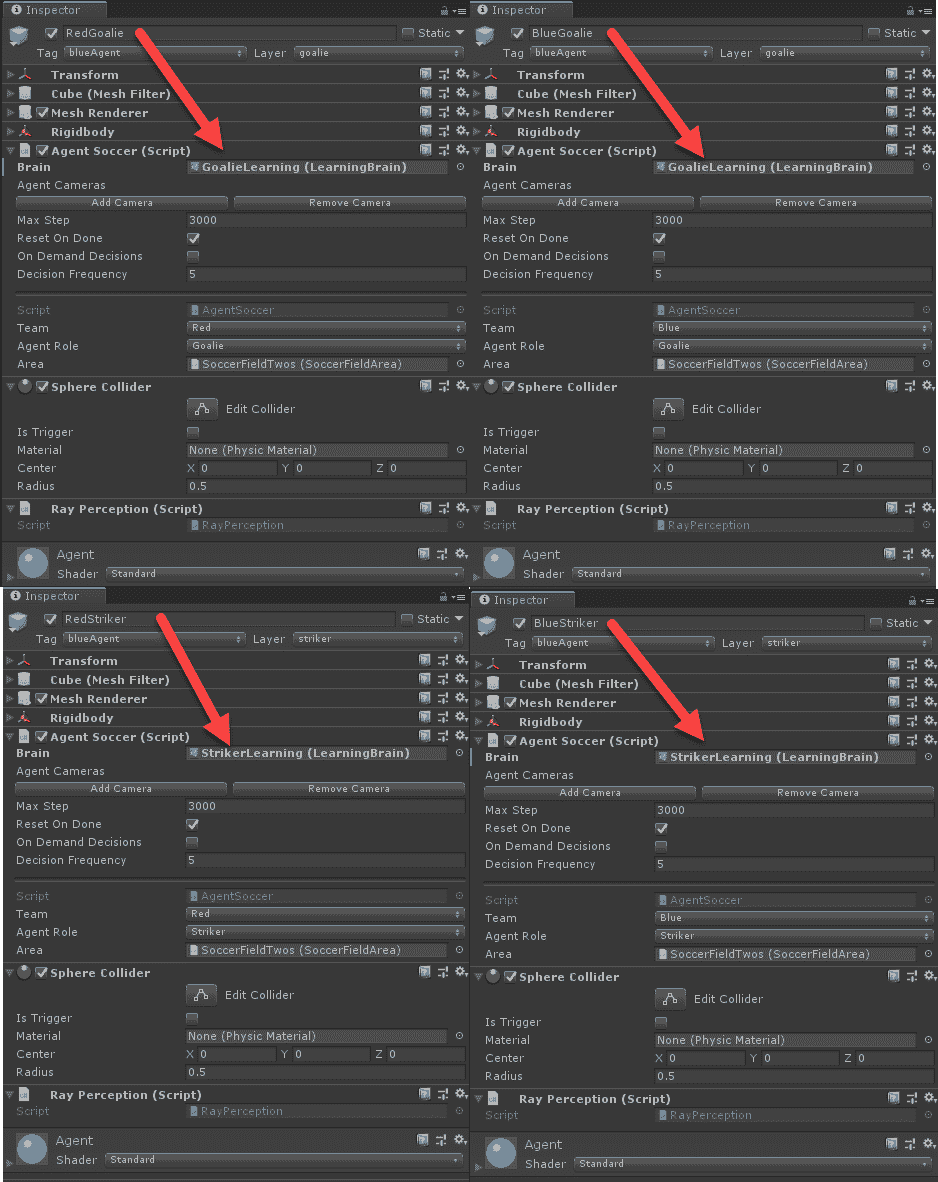 Inspector
RedGoalie Static
Tag blueAgent Layer goalie
Transform
Cube (Mesh Filter)
Mesh Renderer
Rigidbody
Agent Soccer (Script)
Brain GoalieLearning (LearningBrain)
Agent Cameras
Add Camera Remove Camera
Max Step 3000
Reset On Done
On Demand Decisions
Decision Frequency 5
Script AgentSoccer
Team Red
Agent Role Goalie
Area SoccerFieldTwos (SoccerFieldArea)
Sphere Collider
Edit Collider
Is Trigger
Material None (Physic Material)
Center X 0 Y 0 Z 0
Radius 0.5
Ray Perception (Script)
Script RayPerception
Agent
Shader Standard
Inspector
BlueGoalie Static
Tag blueAgent Layer goalie
Transform
Cube (Mesh Filter)
Mesh Renderer
Rigidbody
Agent Soccer (Script)
Brain GoalieLearning (LearningBrain)
Agent Cameras
Add Camera Remove Camera
Max Step 3000
Reset On Done
On Demand Decisions
Decision Frequency 5
Script AgentSoccer
Team Blue
Agent Role Goalie
Area SoccerFieldTwos (SoccerFieldArea)
Sphere Collider
Edit Collider
Is Trigger
Material None (Physic Material)
Center X 0 Y 0 Z 0
Radius 0.5
Ray Perception (Script)
Script RayPerception
Agent
Shader Standard
Inspector
RedStriker Static
Tag blueAgent Layer striker
Transform
Cube (Mesh Filter)
Mesh Renderer
Rigidbody
Agent Soccer (Script)
Brain StrikerLearning (LearningBrain)
Agent Cameras
Add Camera Remove Camera
Max Step 3000
Reset On Done
On Demand Decisions
Decision Frequency 5
Script AgentSoccer
Team Red
Agent Role Striker
Area SoccerFieldTwos (SoccerFieldArea)
Sphere Collider
Edit Collider
Is Trigger
Material None (Physic Material)
Center X 0 Y 0 Z 0
Radius 0.5
Ray Perception (Script)
Script RayPerception
Agent
Shader Standard
Inspector
BlueStriker Static
Tag blueAgent Layer striker
Transform
Cube (Mesh Filter)
Mesh Renderer
Rigidbody
Agent Soccer (Script)
Brain StrikerLearning (LearningBrain)
Agent Cameras
Add Camera Remove Camera
Max Step 3000
Reset On Done
On Demand Decisions
Decision Frequency 5
Script AgentSoccer
Team Blue
Agent Role Striker
Area SoccerFieldTwos (SoccerFieldArea)
Sphere Collider
Edit Collider
Is Trigger
Material None (Physic Material)
Center X 0 Y 0 Z 0
Radius 0.5
Ray Perception (Script)
Script RayPerception
Agent
Shader Standard